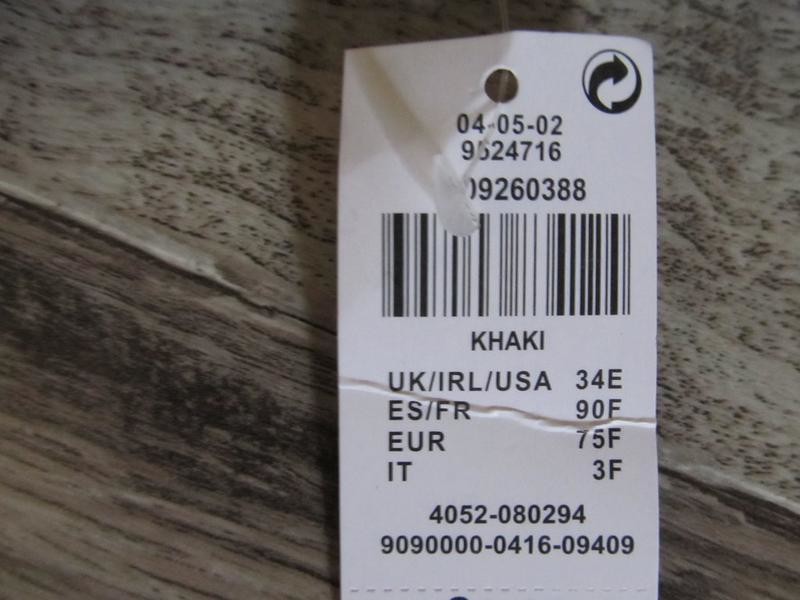 04-05-02
9524716
09260388
KHAKI
UK/IRL/USA 34E
ES/FR 90F
EUR 75F
IT 3F
4052-080294
9090000-0416-09409